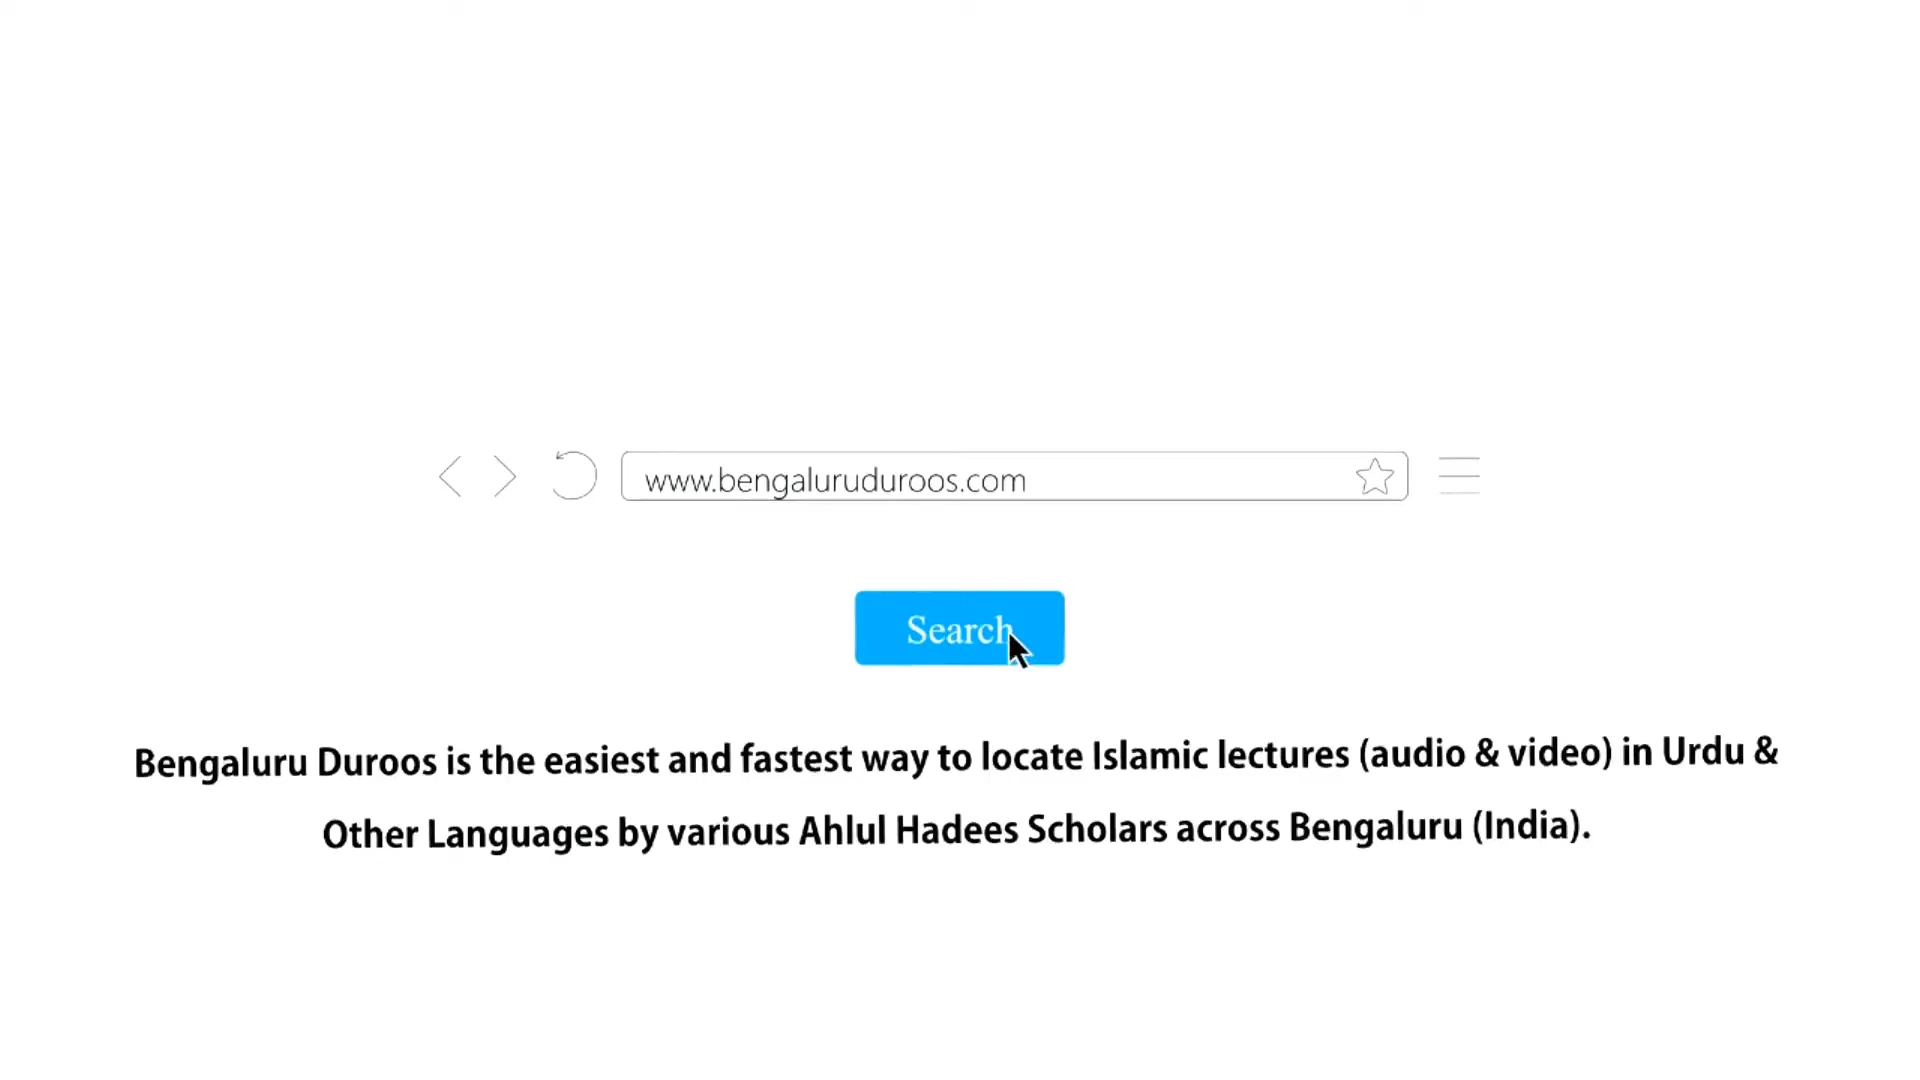 www.bengaluruduroos.com
Search
Bengaluru Duroos is the easiest and fastest way to locate Islamic lectures (audio & video) in Urdu &
Other Languages by various Ahlul Hadees Scholars across Bengaluru (India).